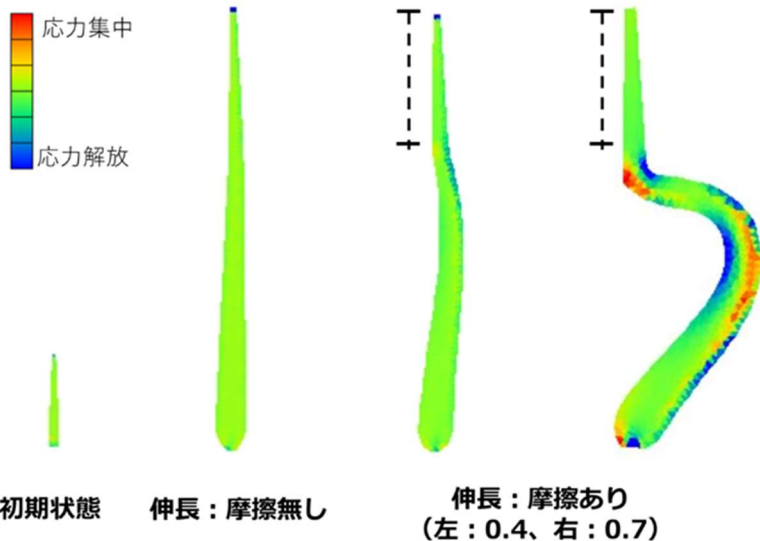 応力集中
応力解放
初期状態
伸長：摩擦無し
伸長：摩擦あり
（左：0.4、右：0.7）